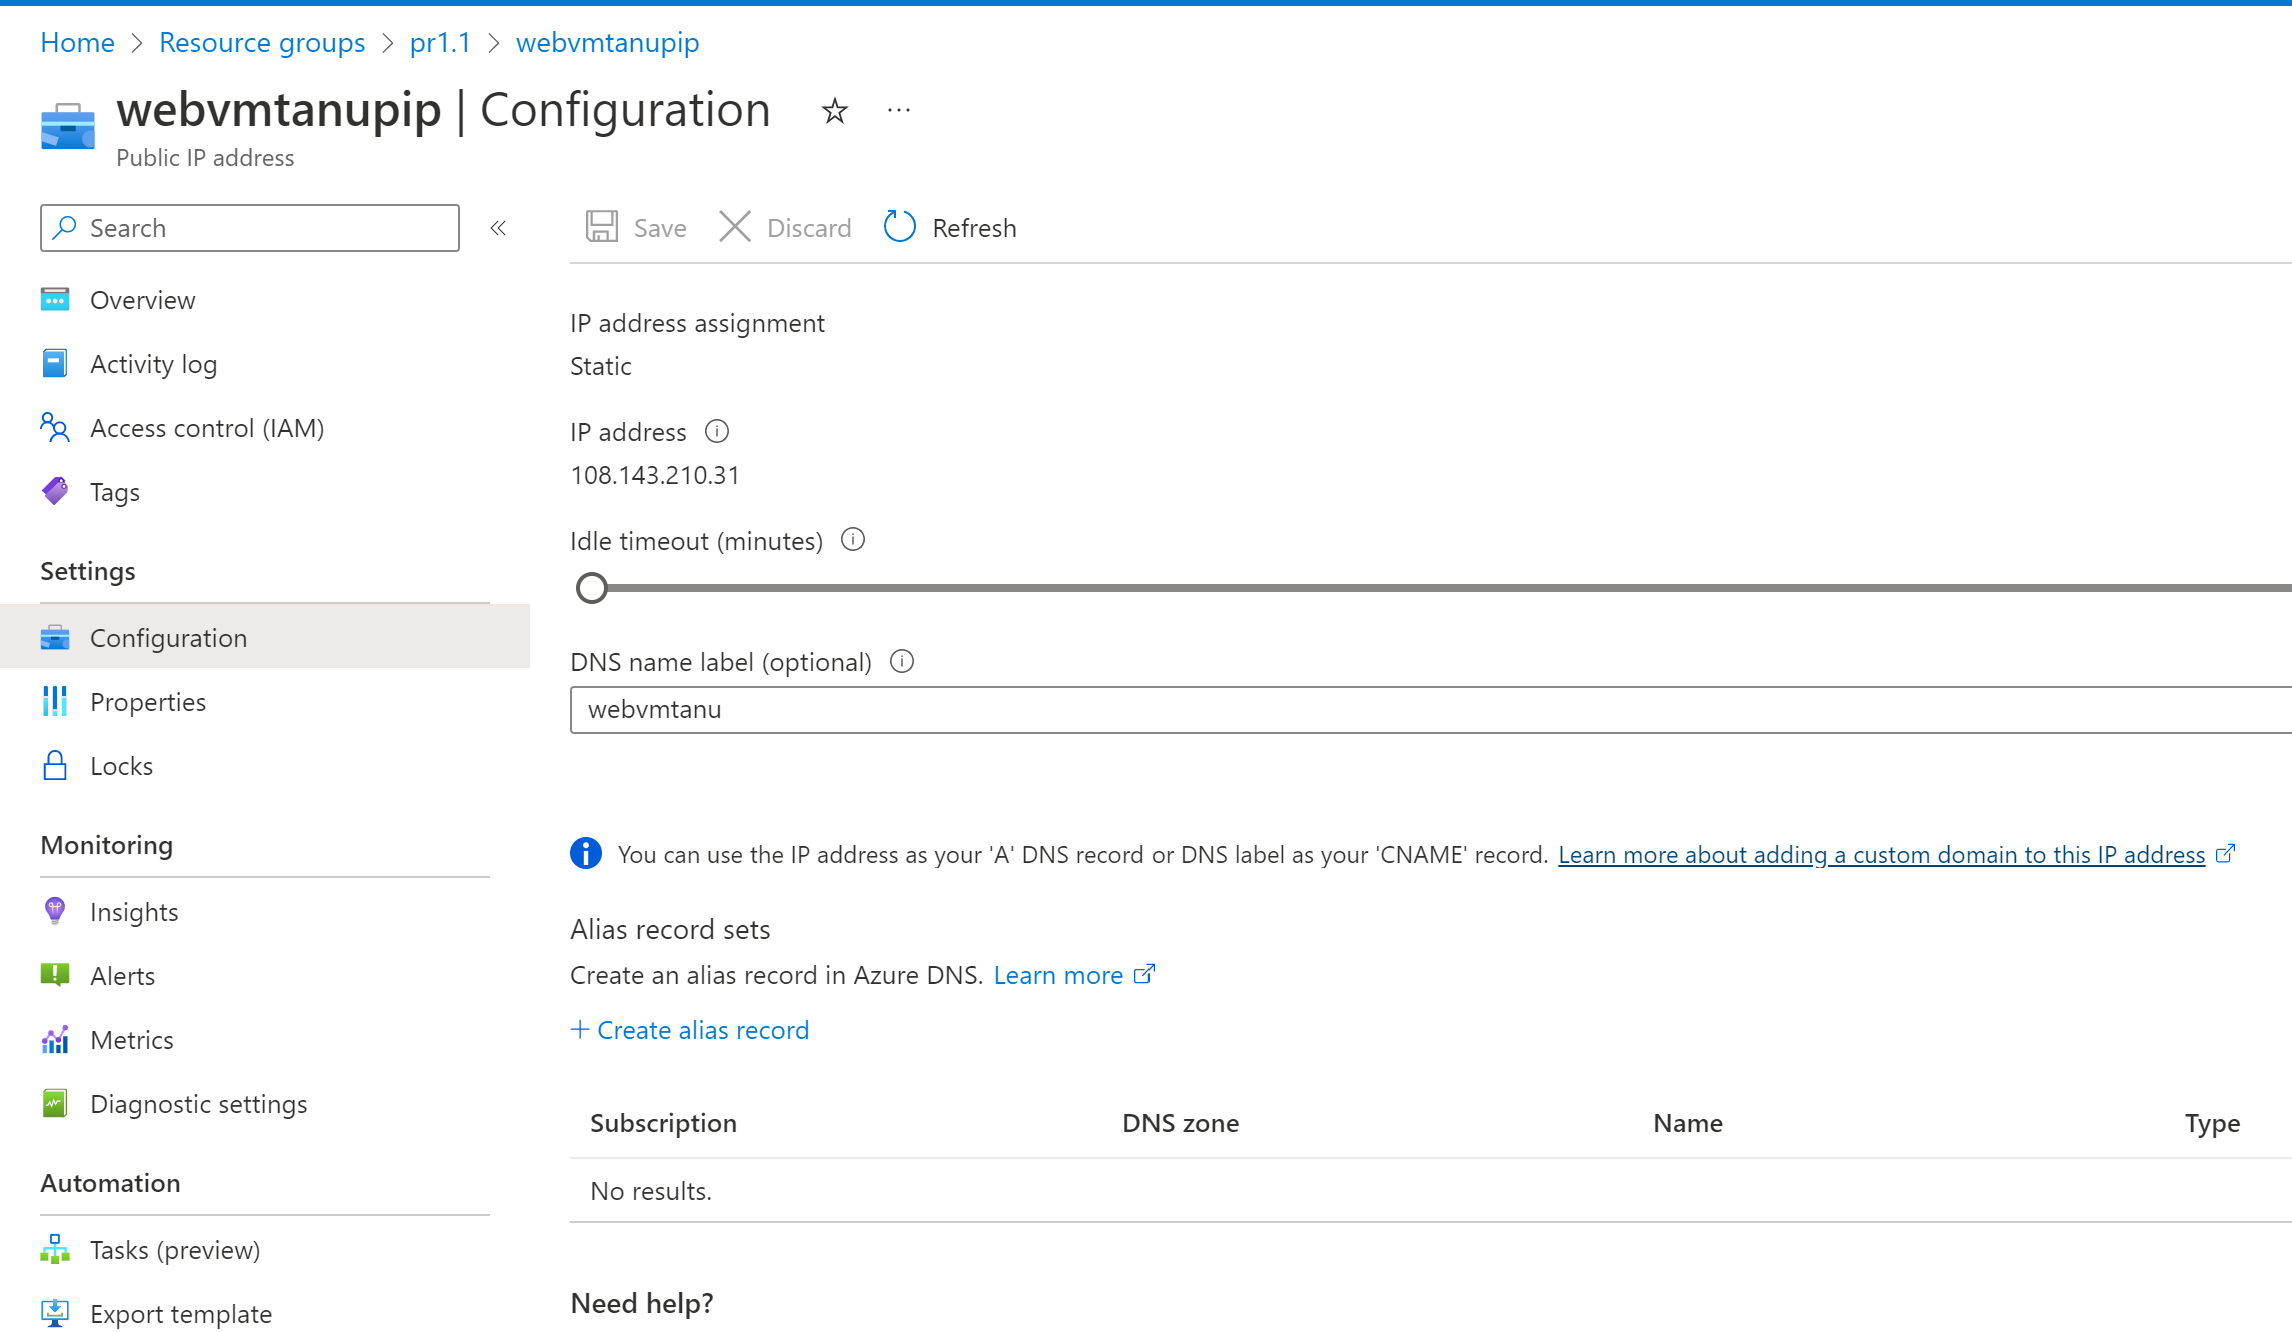 Home > Resource groups > pr1.1 > webvmtanupip
webvmtanupip | Configuration
Public IP address
Search
Overview
Activity log
Access control (IAM)
Tags
Settings
Configuration
Properties
Locks
Monitoring
Insights
Alerts
Metrics
Diagnostic settings
Automation
Tasks (preview)
Export template
Save Discard Refresh
IP address assignment
Static
IP address
108.143.210.31
Idle timeout (minutes)
DNS name label (optional)
webvmtanu
You can use the IP address as your 'A' DNS record or DNS label as your 'CNAME' record. Learn more about adding a custom domain to this IP address
Alias record sets
Create an alias record in Azure DNS. Learn more
+ Create alias record
Subscription DNS zone Name Type
No results.
Need help?